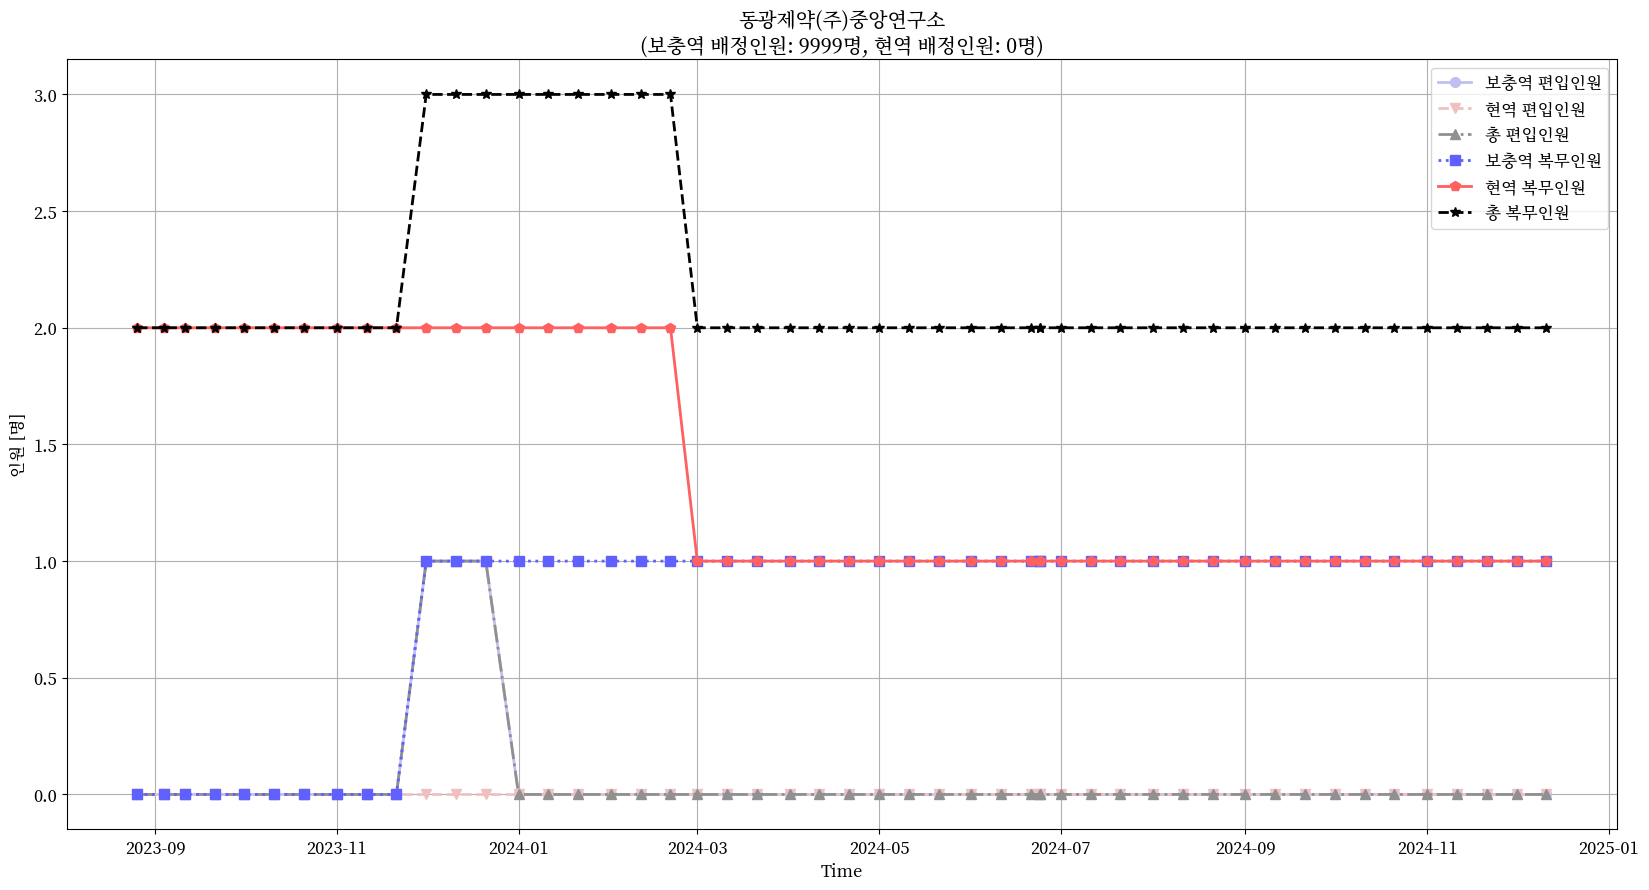 동광제약(주)중앙연구소
(보충역 배정인원: 9999명, 현역 배정인원: 0명)
보충역 편입인원
현역 편입인원
총 편입인원
보충역 복무인원
현역 복무인원
총 복무인원
3.0
2.5
2.0
1.5
1.0
0.5
0.0
인원 [명]
2023-09
2023-11
2024-01
2024-03
2024-05
2024-07
2024-09
2024-11
2025-01
Time